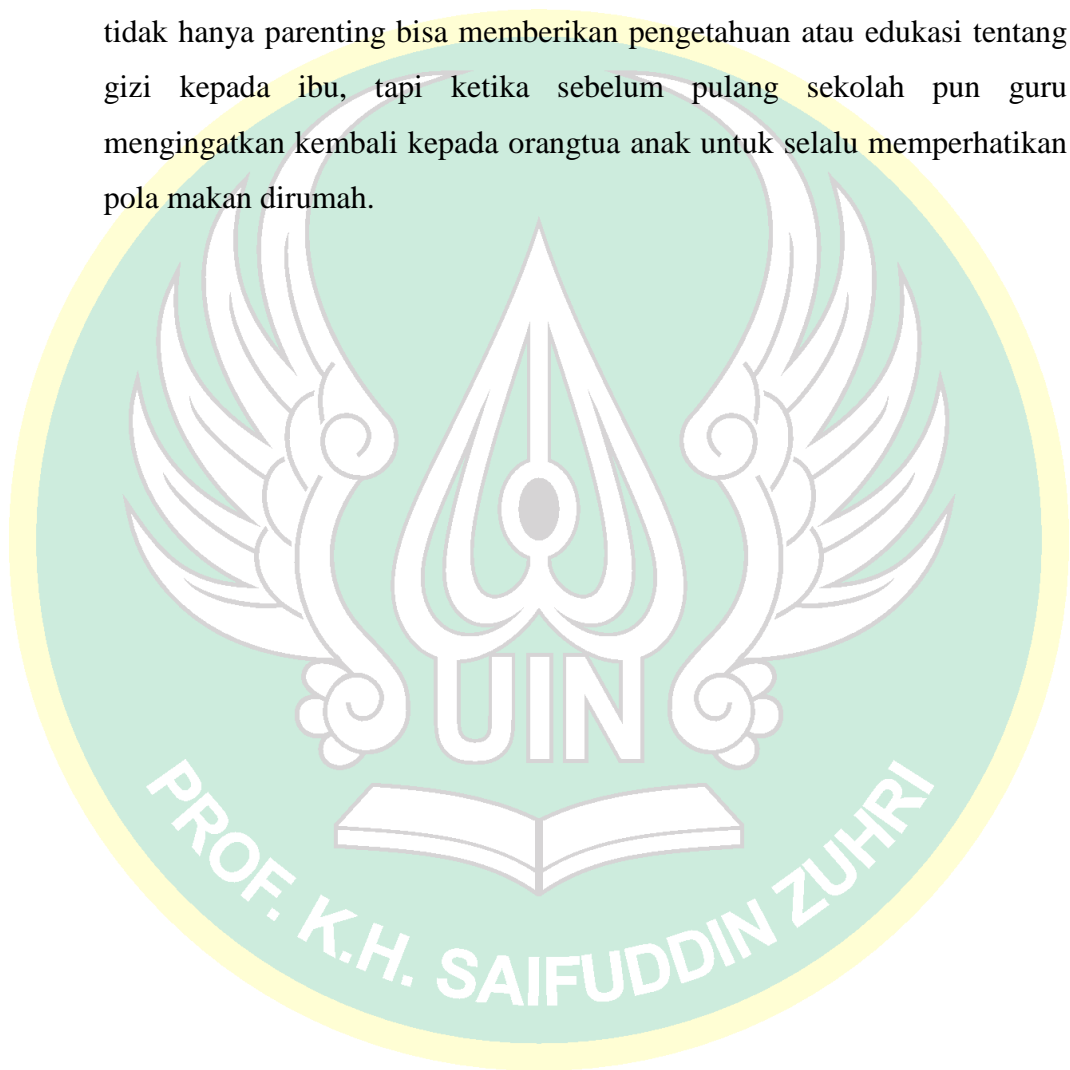 tidak hanya parenting bisa memberikan pengetahuan atau edukasi tentang
gizi kepada ibu, tapi ketika sebelum pulang sekolah pun guru
mengingatkan kembali kepada orangtua anak untuk selalu memperhatikan
pola makan dirumah.
UIN
PROF. K.H. SAIFUDDIN ZUHRI